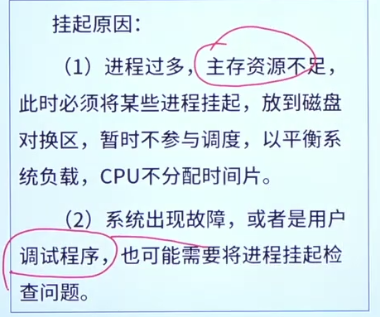 挂起原因：
（1）进程过多，主存资源不足，
此时必须将某些进程挂起，放到磁盘
对换区，暂时不参与调度，以平衡系
统负载，CPU不分配时间片。
（2）系统出现故障，或者是用户
调试程序，也可能需要将进程挂起检
查问题。